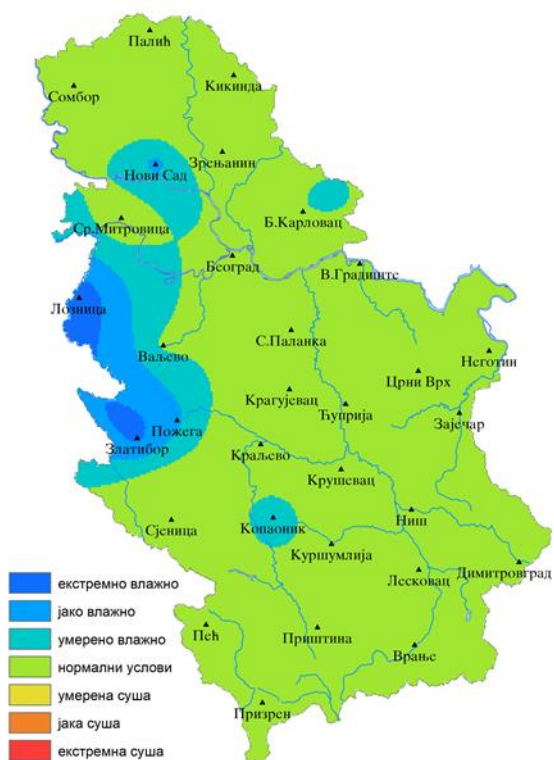 Палић
Кикинда
Сомбор
Зрењанин
Нови Сад
Б.Карловац
Ср.Митровица
Београд
В.Градиште
Лозница
С.Паланка
Ваљево
Неготин
Црни Врх
Крагујевац
Ћуприја
Зајечар
Пожега
Златибор
Краљево
Крушевац
Ниш
Сјеница
Копаоник
Куршумлија
Лесковац
Димитровград
Пећ
Приштина
Врање
Призрен
екстремно влажно
јако влажно
умерено влажно
нормални услови
умерена суша
јака суша
екстремна суша